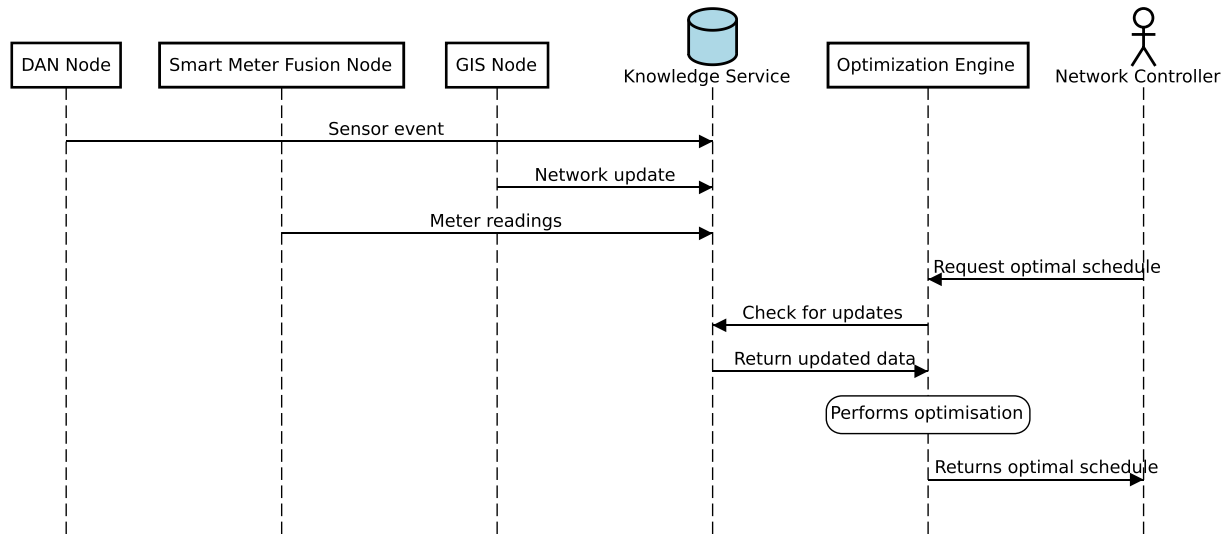 DAN Node
Smart Meter Fusion Node
GIS Node
Knowledge Service
Optimization Engine
Network Controller
Sensor event
Network update
Meter readings
Request optimal schedule
Check for updates
Return updated data
Performs optimisation
Returns optimal schedule